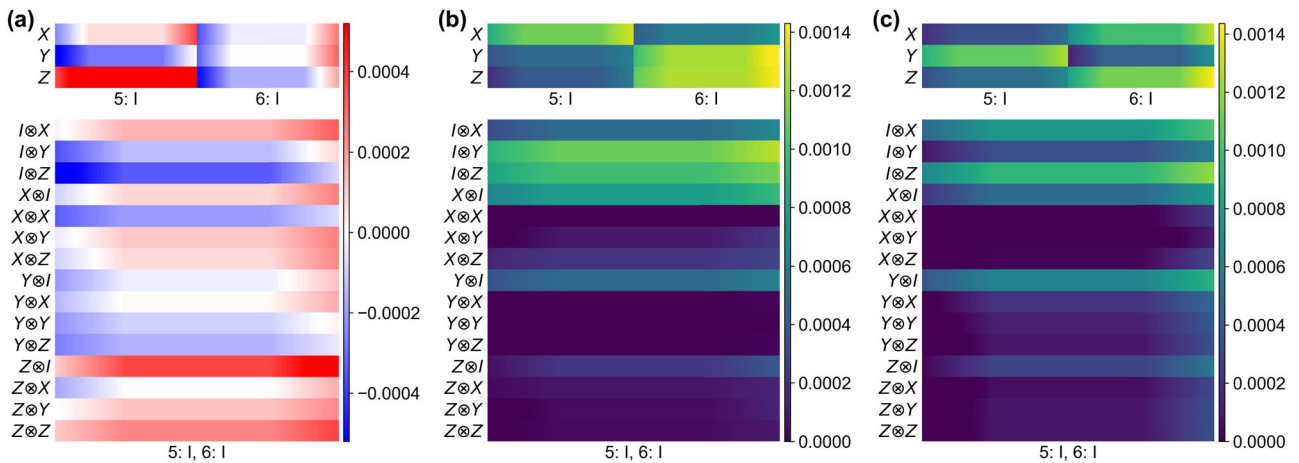 (a)
X
Y
Z
5: I
6: I
I⊗X
I⊗Y
I⊗Z
X⊗I
X⊗X
X⊗Y
X⊗Z
Y⊗I
Y⊗X
Y⊗Y
Y⊗Z
Z⊗I
Z⊗X
Z⊗Y
Z⊗Z
5: I, 6: I
0.0004
0.0002
0.0000
−0.0002
−0.0004
(b)
X
Y
Z
5: I
6: I
I⊗X
I⊗Y
I⊗Z
X⊗I
X⊗X
X⊗Y
X⊗Z
Y⊗I
Y⊗X
Y⊗Y
Y⊗Z
Z⊗I
Z⊗X
Z⊗Y
Z⊗Z
5: I, 6: I
0.0014
0.0012
0.0010
0.0008
0.0006
0.0004
0.0002
0.0000
(c)
X
Y
Z
5: I
6: I
I⊗X
I⊗Y
I⊗Z
X⊗I
X⊗X
X⊗Y
X⊗Z
Y⊗I
Y⊗X
Y⊗Y
Y⊗Z
Z⊗I
Z⊗X
Z⊗Y
Z⊗Z
5: I, 6: I
0.0014
0.0012
0.0010
0.0008
0.0006
0.0004
0.0002
0.0000